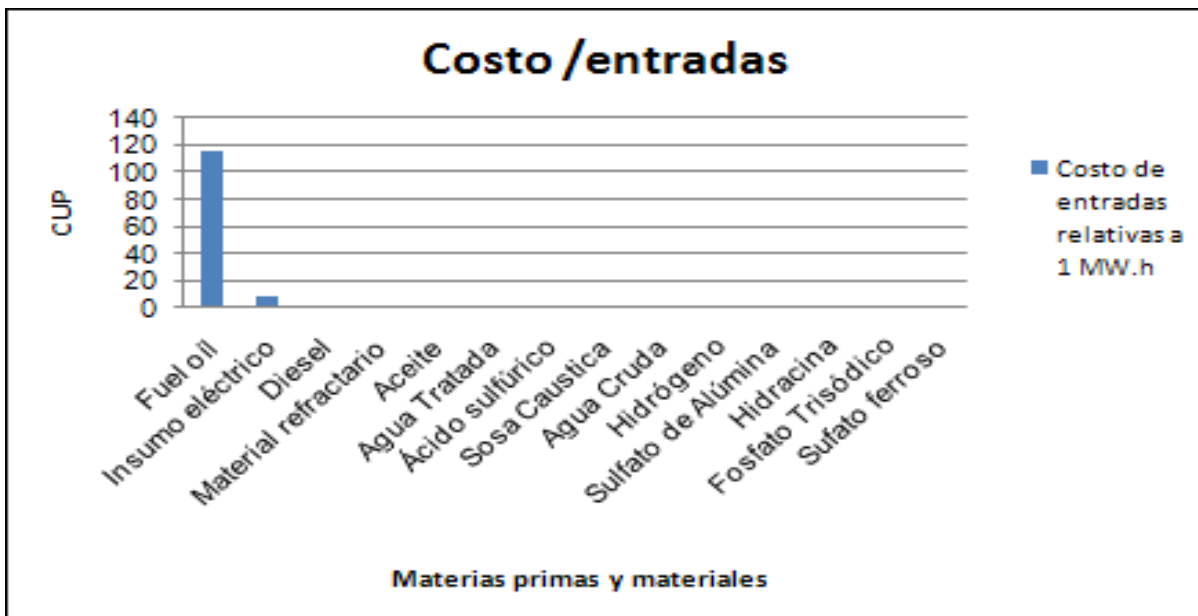 Costo /entradas
140
120
100
80
60
40
20
0
CUP
Fuel oíl
Insumo eléctrico
Diesel
Material refractario
Aceite
Agua Tratada
Ácido sulfúrico
Sosa Caustica
Agua Cruda
Hidrógeno
Sulfato de Alúmina
Hidracina
Fosfato Trisódico
Sufato ferroso
Materias primas y materiales
Costo de
entradas
relativas a
1 MW.h